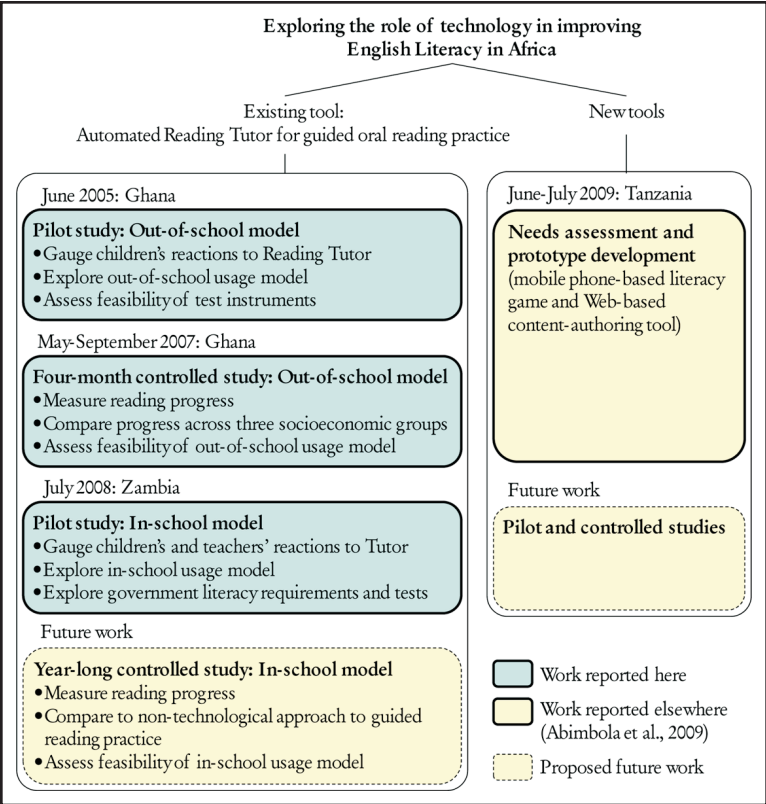 Exploring the role of technology in improving
English Literacy in Africa
Existing tool:
Automated Reading Tutor for guided oral reading practice
New tools
June 2005: Ghana
Pilot study: Out-of-school model
•Gauge children's reactions to Reading Tutor
•Explore out-of-school usage model
•Assess feasibility of test instruments
May-September 2007: Ghana
Four-month controlled study: Out-of-school model
•Measure reading progress
•Compare progress across three socioeconomic groups
•Assess feasibility of out-of-school usage model
July 2008: Zambia
Pilot study: In-school model
•Gauge children's and teachers' reactions to Tutor
•Explore in-school usage model
•Explore government literacy requirements and tests
Future work
Year-long controlled study: In-school model
•Measure reading progress
•Compare to non-technological approach to guided
reading practice
•Assess feasibility of in-school usage model
June-July 2009: Tanzania
Needs assessment and
prototype development
(mobile phone-based literacy
game and Web-based
content-authoring tool)
Future work
Pilot and controlled studies
Work reported here
Work reported elsewhere
(Abimbola et al., 2009)
Proposed future work